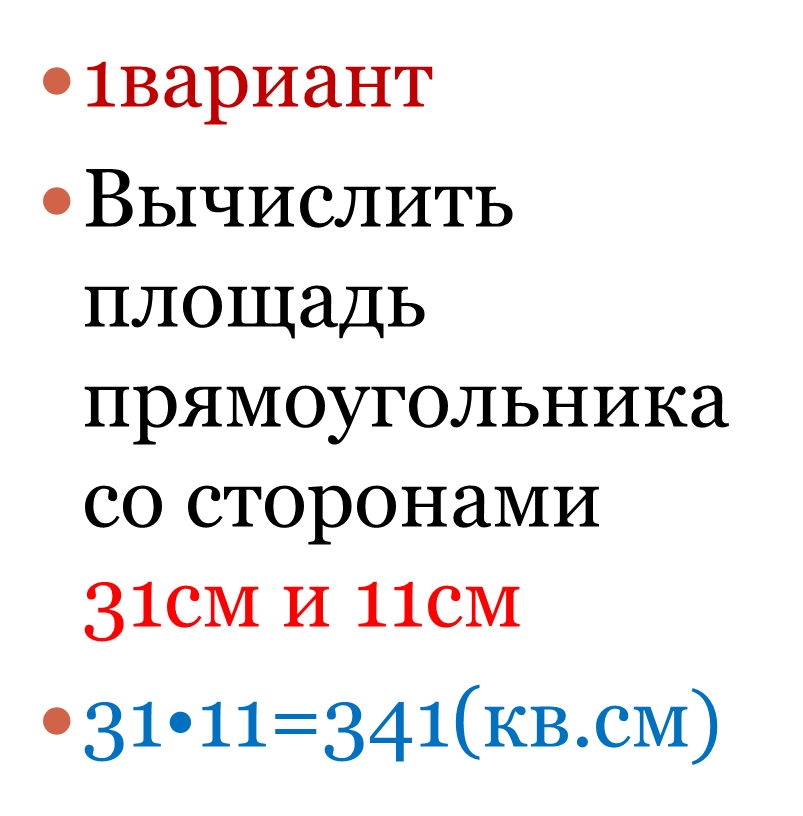 • 1вариант
• Вычислить
площадь
прямоугольника
со сторонами
31см и 11см
• 31•11=341(кв.см)